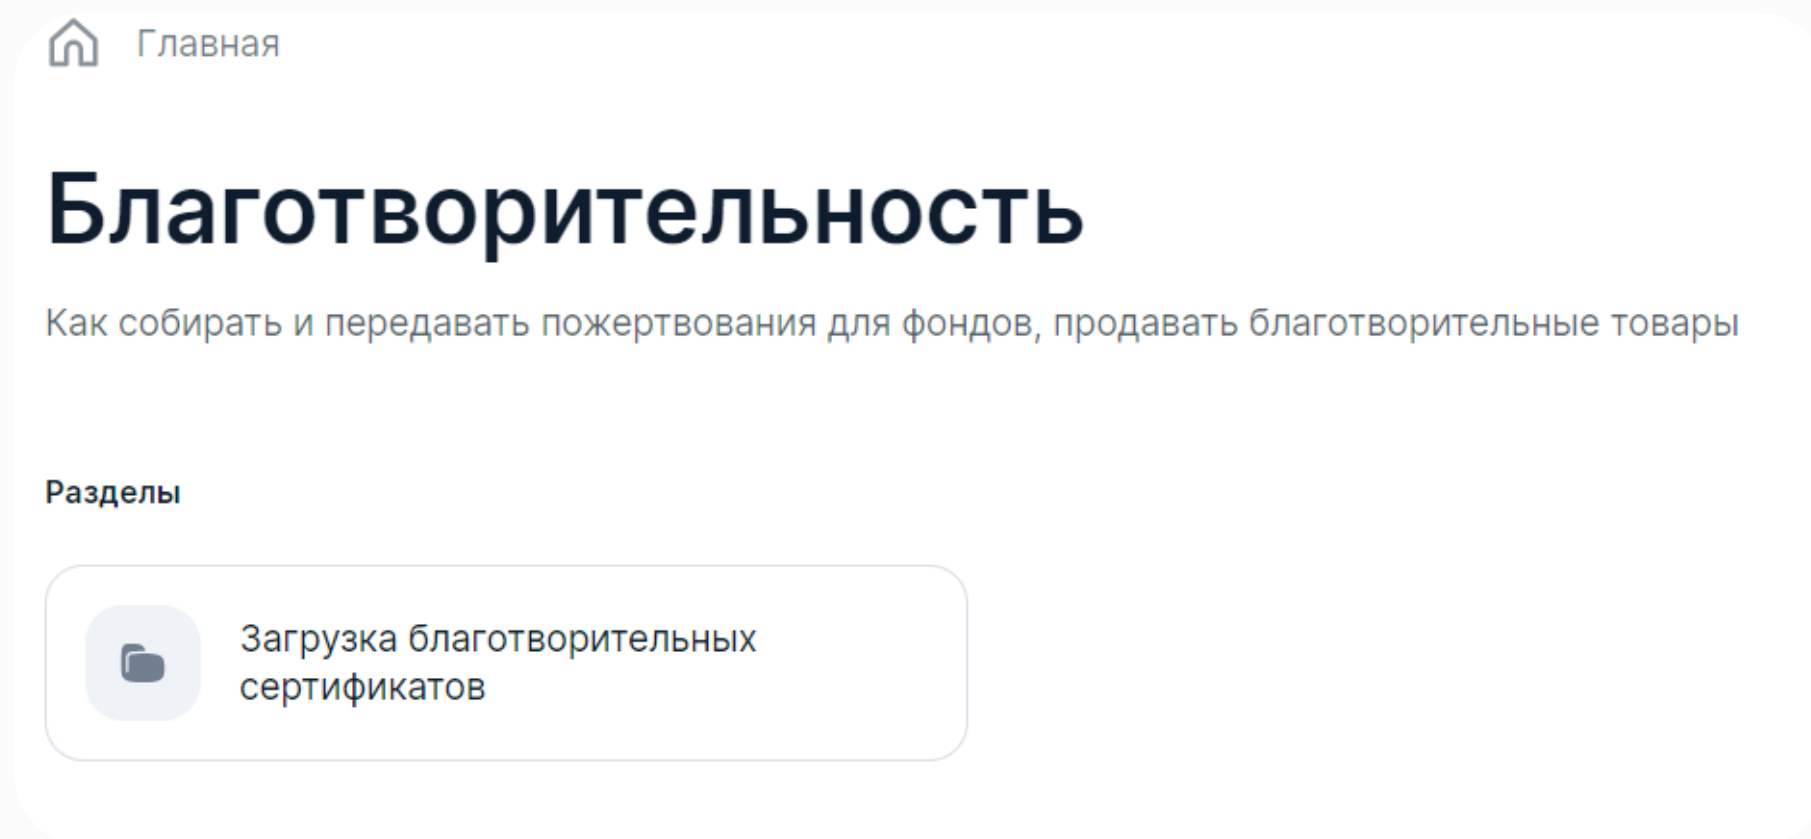 Главная
Благотворительность
Как собирать и передавать пожертвования для фондов, продавать благотворительные товары
Разделы
Загрузка благотворительных
сертификатов